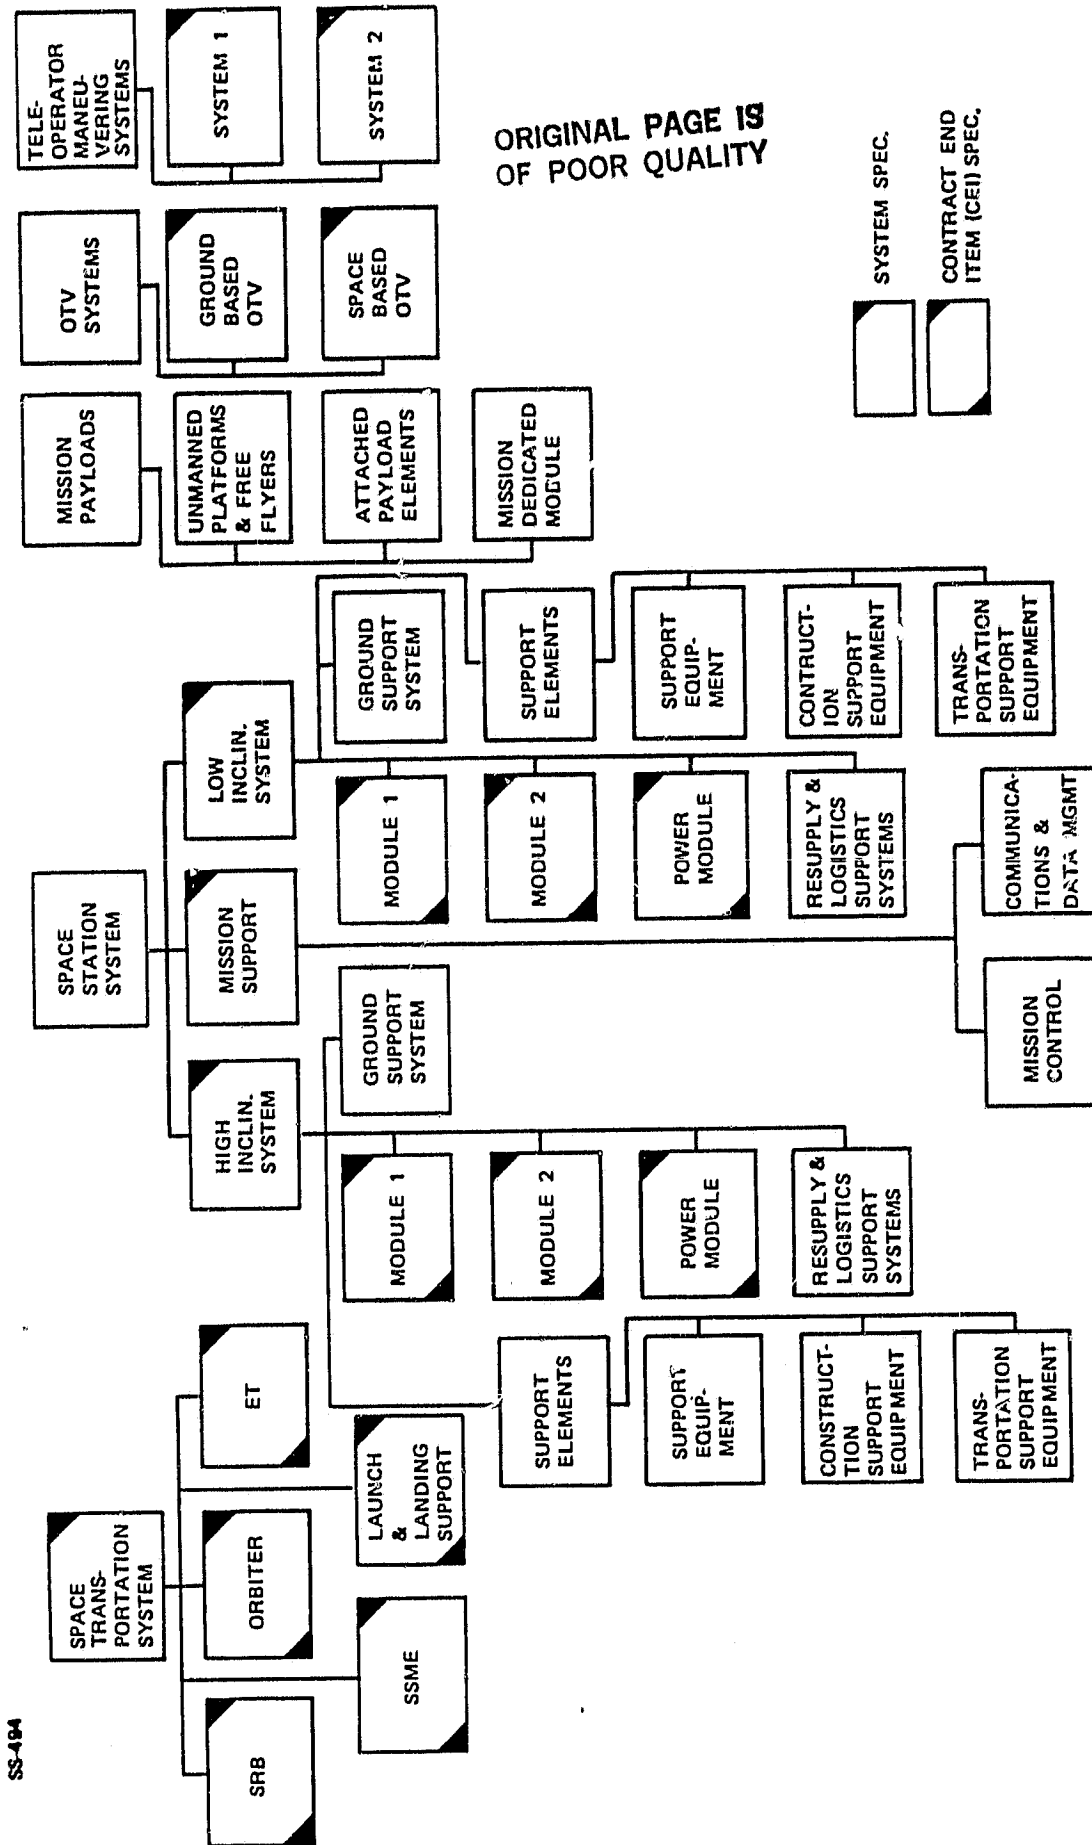 SS-494
SPACE
TRANS-
PORTATION
SYSTEM
SRB
ORBITER
ET
SSME
LAUNCH
&
LANDING
SUPPORT
SPACE
STATION
SYSTEM
HIGH
INCLIN.
SYSTEM
MISSION
SUPPORT
LOW
INCLIN.
SYSTEM
GROUND
SUPPORT
SYSTEM
MODULE 1
MODULE 2
POWER
MODULE
RESUPPLY &
LOGISTICS
SUPPORT
SYSTEMS
SUPPORT
ELEMENTS
SUPPORT
EQUIP-
MENT
CONSTRUCT-
TION
SUPPORT
EQUIPMENT
TRANS-
PORTATION
SUPPORT
EQUIPMENT
MISSION
CONTROL
COMMUNICA-
TIONS &
DATA MGMT
MODULE 1
MODULE 2
POWER
MODULE
RESUPPLY &
LOGISTICS
SUPPORT
SYSTEMS
GROUND
SUPPORT
SYSTEM
SUPPORT
ELEMENTS
SUPPORT
EQUIP-
MENT
CONTRUCT-
ION
SUPPORT
EQUIPMENT
TRANS-
PORTATION
SUPPORT
EQUIPMENT
MISSION
PAYLOADS
UNMANNED
PLATFORMS
& FREE
FLYERS
ATTACHED
PAYLOAD
ELEMENTS
MISSION
DEDICATED
MODULE
OTV
SYSTEMS
GROUND
BASED
OTV
SPACE
BASED
OTV
TELE-
OPERATOR
MANEU-
VERING
SYSTEMS
SYSTEM 1
SYSTEM 2
ORIGINAL PAGE IS
OF POOR QUALITY
SYSTEM SPEC.
CONTRACT END
ITEM (CEI) SPEC.